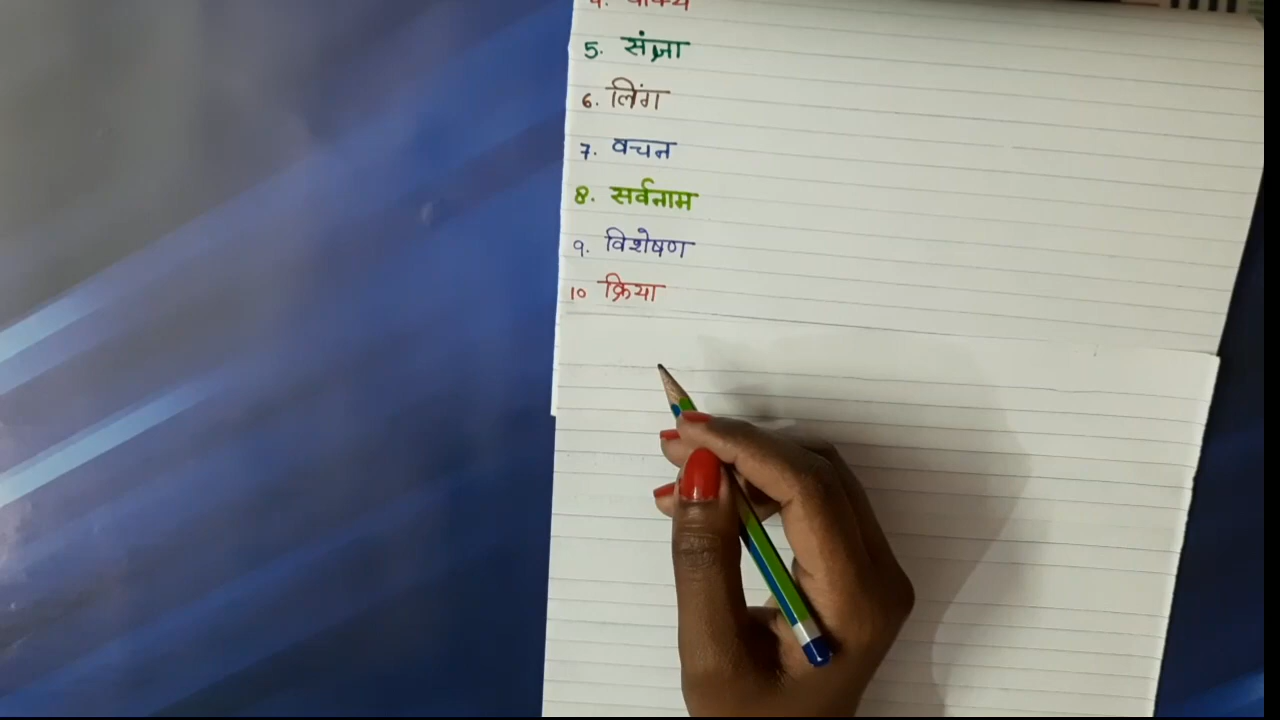 5. संज्ञा
6. लिंग
7. वचन
8. सर्वनाम
9. विशेषण
10 क्रिया